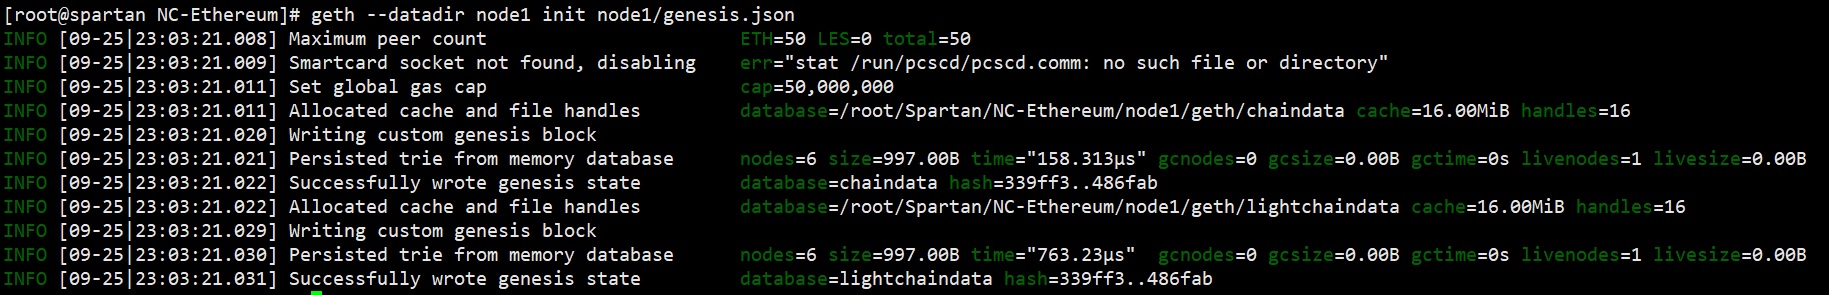 [root@spartan NC-Ethereum]# geth --datadir node1 init node1/genesis.json
INFO [09-25|23:03:21.008] Maximum peer count                       ETH=50 LES=0 total=50
INFO [09-25|23:03:21.009] Smartcard socket not found, disabling    err="stat /run/pcscd/pcscd.comm: no such file or directory"
INFO [09-25|23:03:21.011] Set global gas cap                       cap=50,000,000
INFO [09-25|23:03:21.011] Allocated cache and file handles         database=/root/Spartan/NC-Ethereum/node1/geth/chaindata cache=16.00MiB handles=16
INFO [09-25|23:03:21.020] Writing custom genesis block
INFO [09-25|23:03:21.021] Persisted trie from memory database      nodes=6 size=997.00B time="158.313µs" gcnodes=0 gcsize=0.00B gctime=0s livenodes=1 livesize=0.00B
INFO [09-25|23:03:21.022] Successfully wrote genesis state         database=chaindata hash=339ff3..486fab
INFO [09-25|23:03:21.022] Allocated cache and file handles         database=/root/Spartan/NC-Ethereum/node1/geth/lightchaindata cache=16.00MiB handles=16
INFO [09-25|23:03:21.029] Writing custom genesis block
INFO [09-25|23:03:21.030] Persisted trie from memory database      nodes=6 size=997.00B time="763.23µs"  gcnodes=0 gcsize=0.00B gctime=0s livenodes=1 livesize=0.00B
INFO [09-25|23:03:21.031] Successfully wrote genesis state         database=lightchaindata hash=339ff3..486fab